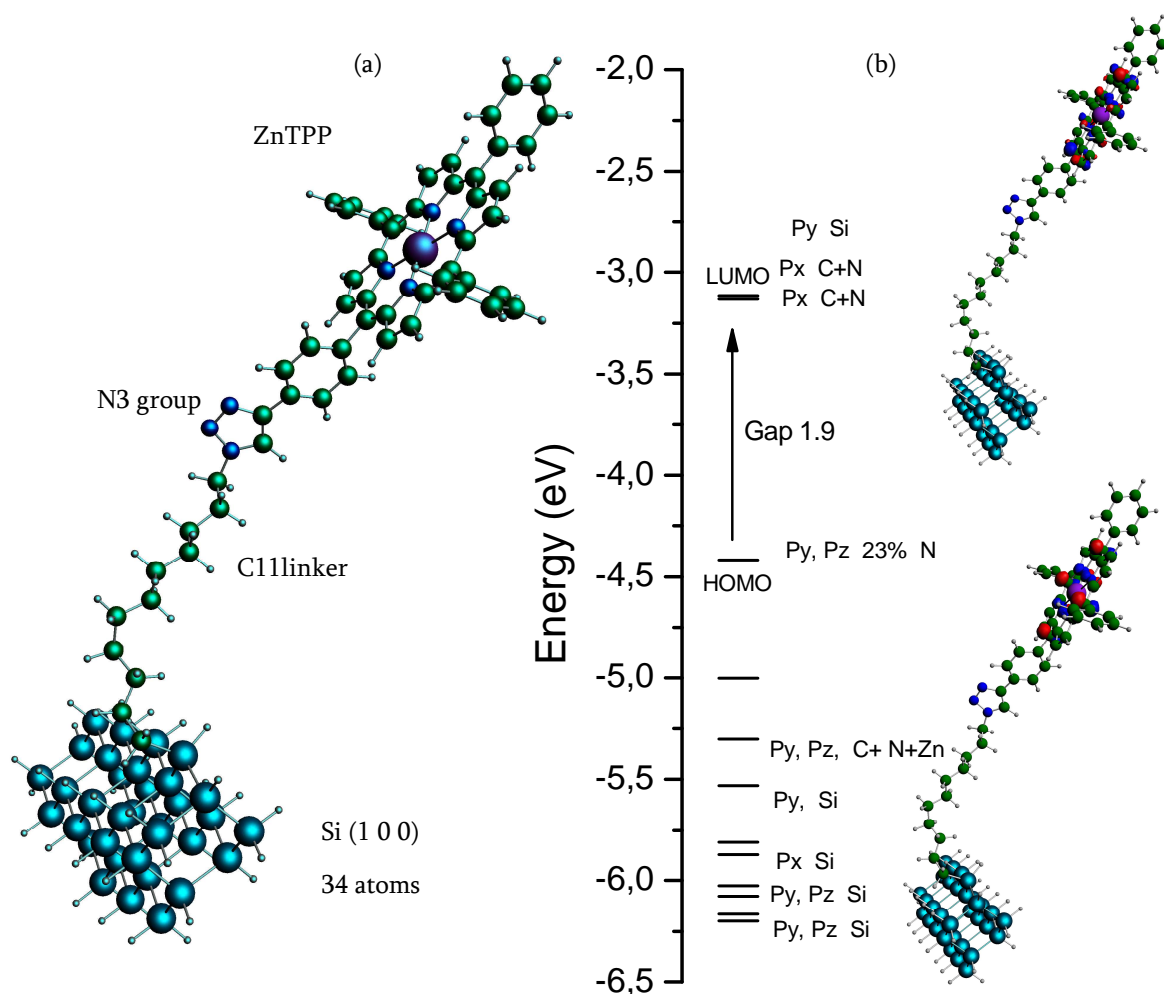 (a)
ZnTPP
N3 group
C11linker
Si (1 0 0)
34 atoms
Energy (eV)
-2,0
-2,5
-3,0
-3,5
-4,0
-4,5
-5,0
-5,5
-6,0
-6,5
(b)
Py Si
Px C+N
LUMO
Px C+N
Gap 1.9
Py, Pz 23% N
HOMO
Py, Pz, C+ N+Zn
Py, Si
Px Si
Py, Pz Si
Py, Pz Si